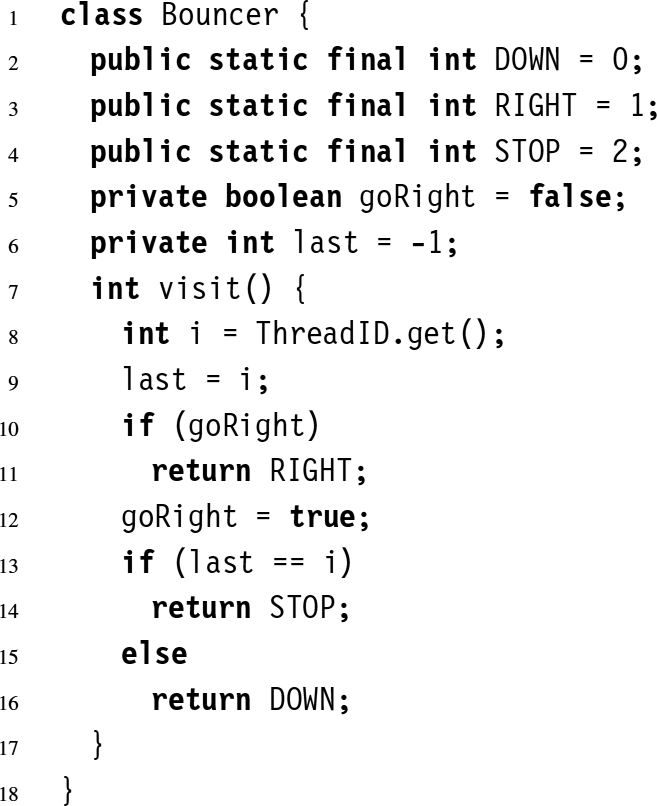 1 class Bouncer {
2 public static final int DOWN = 0;
3 public static final int RIGHT = 1;
4 public static final int STOP = 2;
5 private boolean goRight = false;
6 private int last = -1;
7 int visit() {
8 int i = ThreadID.get();
9 last = i;
10 if (goRight)
11 return RIGHT;
12 goRight = true;
13 if (last == i)
14 return STOP;
15 else
16 return DOWN;
17 }
18 }